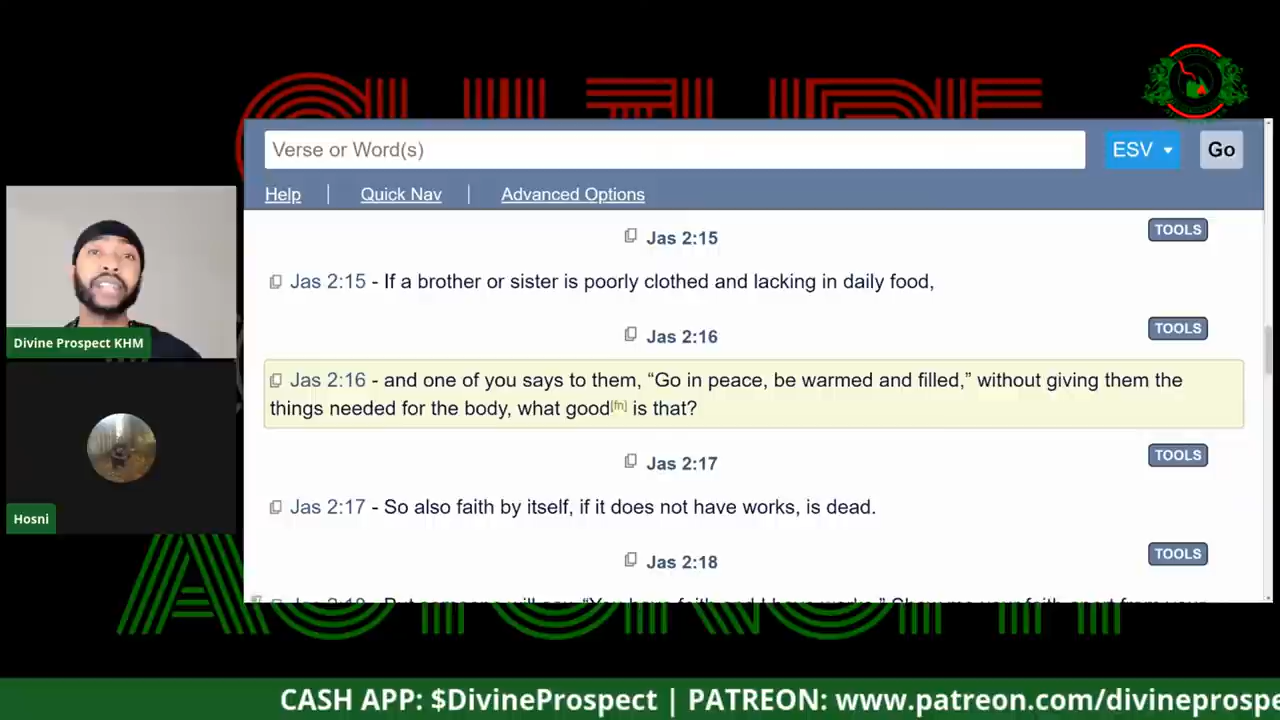 Verse or Word(s)
ESV
Go
Help | Quick Nav | Advanced Options
Jas 2:15
TOOLS
Jas 2:15 - If a brother or sister is poorly clothed and lacking in daily food,
Jas 2:16
TOOLS
Jas 2:16 - and one of you says to them, “Go in peace, be warmed and filled,” without giving them the
things needed for the body, what good[fn] is that?
Jas 2:17
TOOLS
Jas 2:17 - So also faith by itself, if it does not have works, is dead.
Jas 2:18
TOOLS
Divine Prospect KHM
Hosni
CASH APP: $DivineProspect | PATREON: www.patreon.com/divineprospe